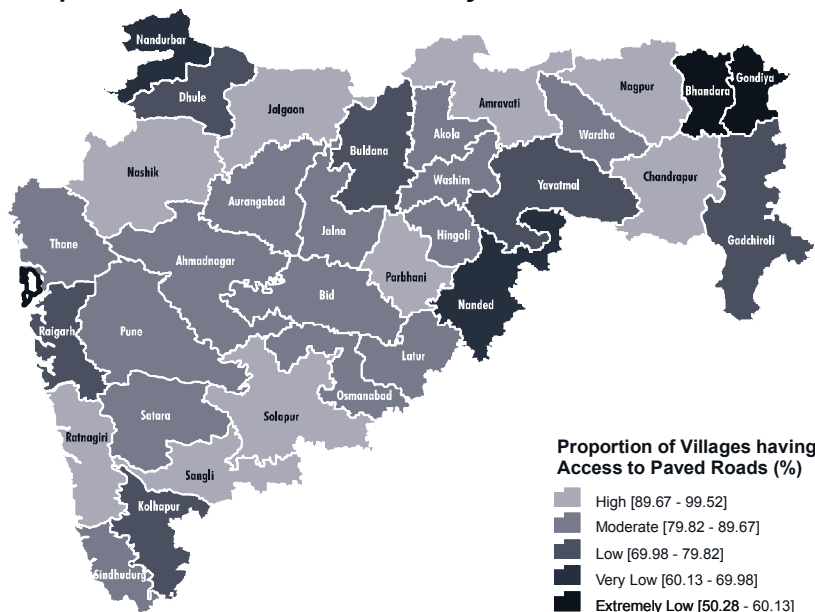 Nandurbar
Dhule
Jalgaon
Nashik
Buldana
Akola
Amravati
Nagpur
Bhandara
Gondiya
Wardha
Washim
Yavatmal
Chandrapur
Gadchiroli
Aurangabad
Jalna
Hingoli
Parbhani
Nanded
Thane
Ahmadnagar
Bid
Raigarh
Pune
Latur
Osmanabad
Satara
Solapur
Ratnagiri
Sangli
Kolhapur
Sindhudurg
Proportion of Villages having
Access to Paved Roads (%)
High [89.67 - 99.52]
Moderate [79.82 - 89.67]
Low [69.98 - 79.82]
Very Low [60.13 - 69.98]
Extremely Low [50.28 - 60.13]